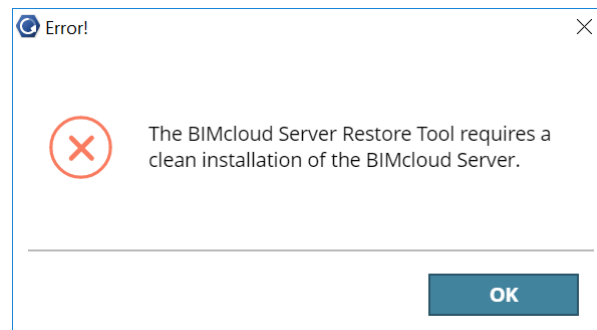 Error!
The BIMcloud Server Restore Tool requires a
clean installation of the BIMcloud Server.
OK